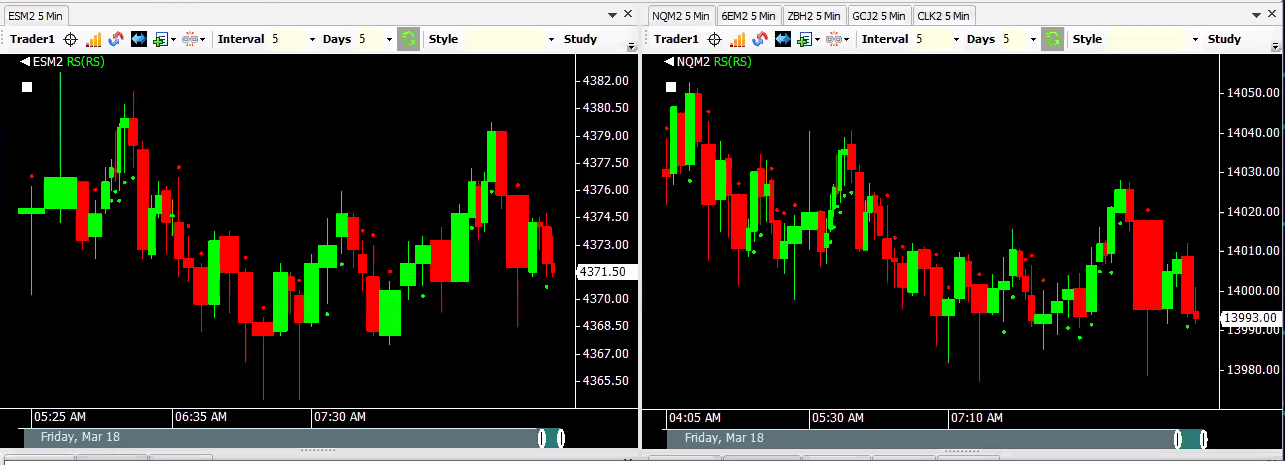 ESM2 5 Min
Trader1 Interval 5 Days 5 Style Study
ESM2 RS(RS)
4382.00
4380.50
4379.00
4377.50
4376.00
4374.50
4373.00
4371.50
4370.00
4368.50
4367.00
4365.50
05:25 AM 06:35 AM 07:30 AM
Friday, Mar 18
NQM2 5 Min 6EM2 5 Min ZBH2 5 Min GCJ2 5 Min CLK2 5 Min
Trader1 Interval 5 Days 5 Style Study
NQM2 RS(RS)
14050.00
14040.00
14030.00
14020.00
14010.00
14000.00
13993.00
13990.00
13980.00
04:05 AM 05:30 AM 07:10 AM
Friday, Mar 18